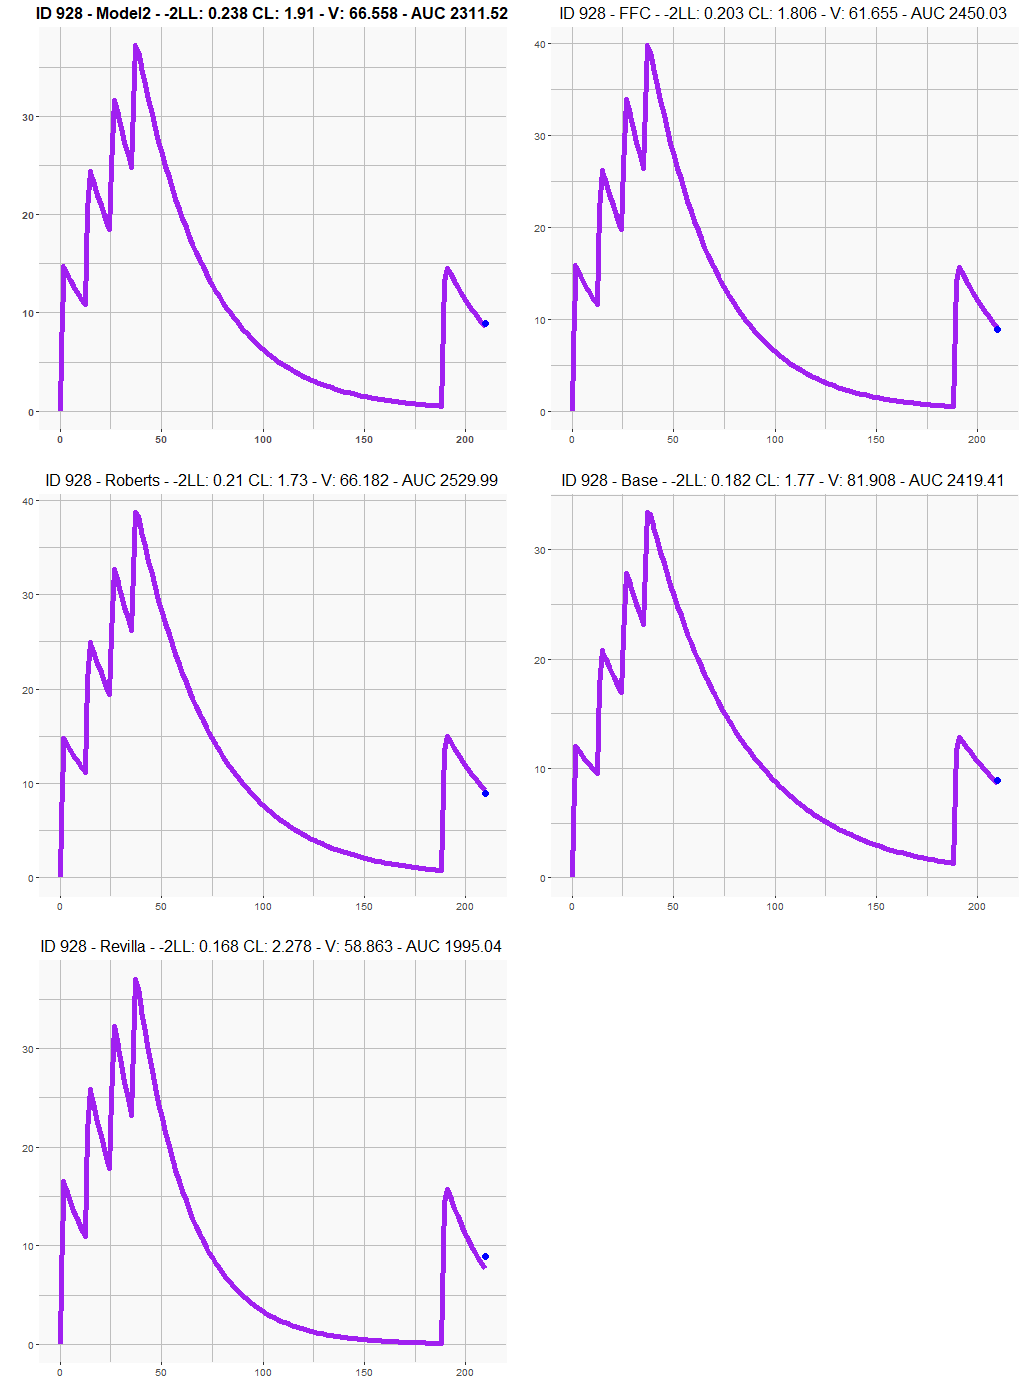 ID 928 - Model2 - -2LL: 0.238 CL: 1.91 - V: 66.558 - AUC 2311.52
30
20
10
0
0 50 100 150 200
ID 928 - FFC - -2LL: 0.203 CL: 1.806 - V: 61.655 - AUC 2450.03
40
30
20
10
0
0 50 100 150 200
ID 928 - Roberts - -2LL: 0.21 CL: 1.73 - V: 66.182 - AUC 2529.99
40
30
20
10
0
0 50 100 150 200
ID 928 - Base - -2LL: 0.182 CL: 1.77 - V: 81.908 - AUC 2419.41
30
20
10
0
0 50 100 150 200
ID 928 - Revilla - -2LL: 0.168 CL: 2.278 - V: 58.863 - AUC 1995.04
30
20
10
0
0 50 100 150 200